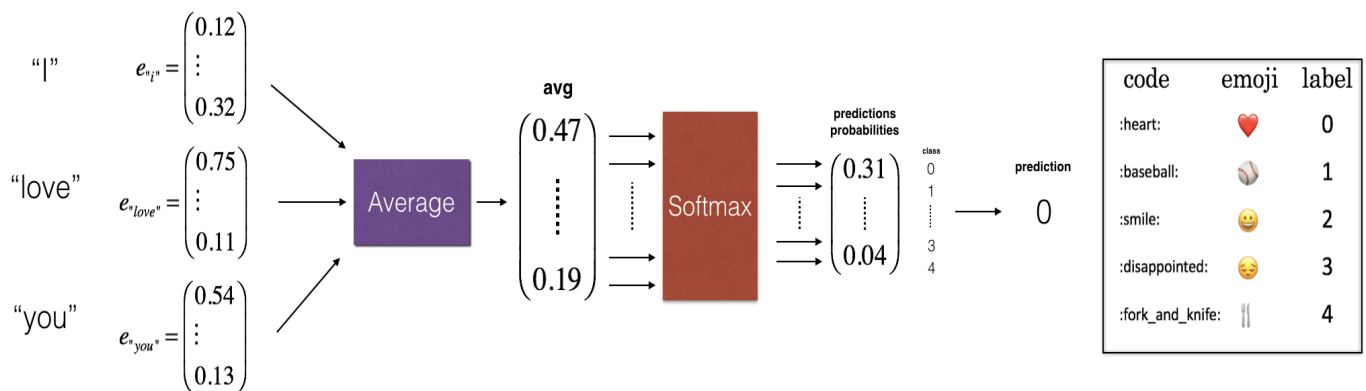 “I”
e"i" =
0.12
⋮
0.32
“love”
e"love" =
0.75
⋮
0.11
“you”
e"you" =
0.54
⋮
0.13
Average
avg
0.47
0.19
Softmax
predictions
probabilities
0.31
0.04
class
0
1
3
4
prediction
0
code emoji label
:heart: ❤️ 0
:baseball: ⚾ 1
:smile: 😀 2
:disappointed: 😔 3
:fork_and_knife: 🍴 4